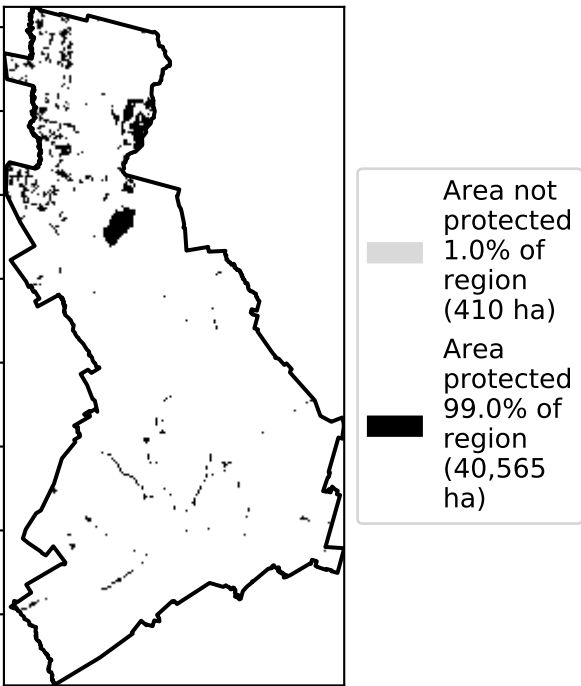 Area not
protected
1.0% of
region
(410 ha)
Area
protected
99.0% of
region
(40,565
ha)